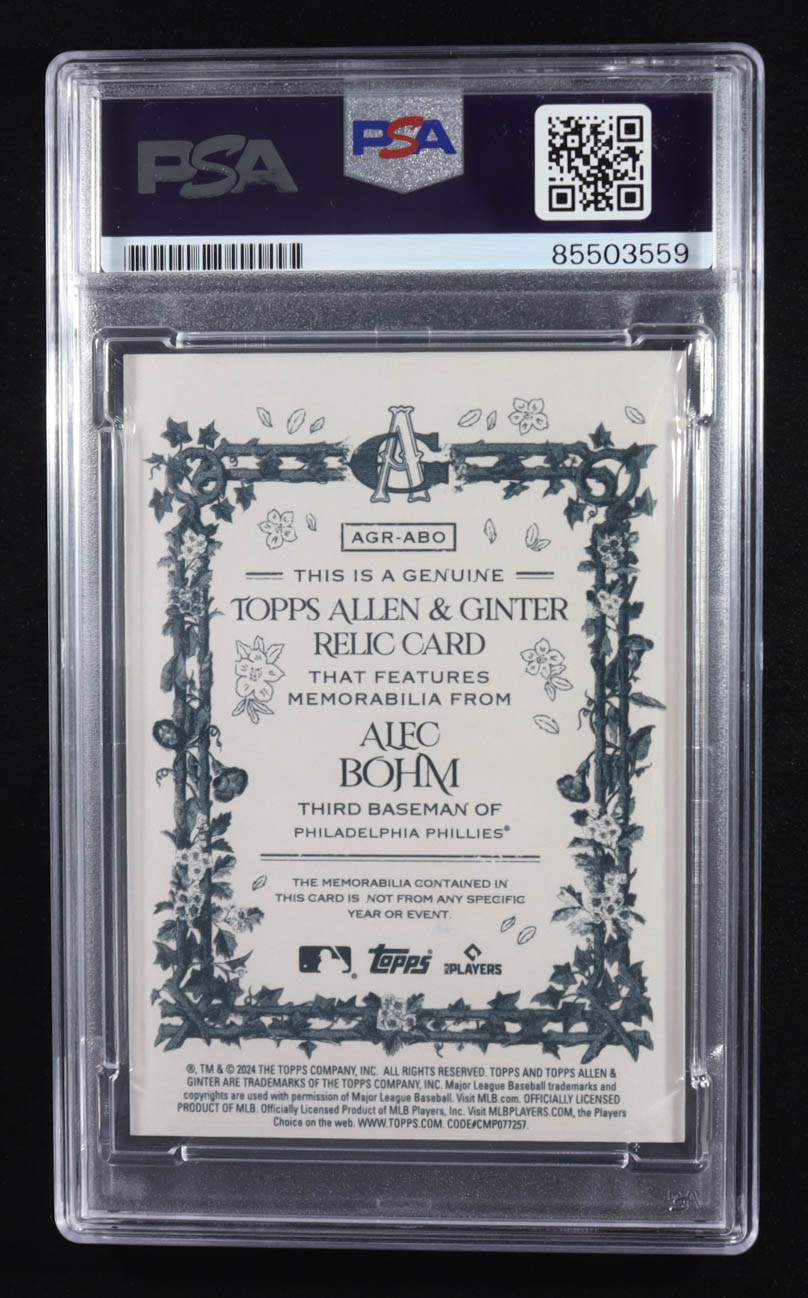 PSA
PSA
85503559
AG
AGR-ABO
THIS IS A GENUINE
TOPPS ALLEN & GINTER
RELIC CARD
THAT FEATURES
MEMORABILIA FROM
ALEC
BOHM
THIRD BASEMAN OF
PHILADELPHIA PHILLIES®
THE MEMORABILIA CONTAINED IN
THIS CARD IS NOT FROM ANY SPECIFIC
YEAR OR EVENT.
® Topps® MLB PLAYERS
®, TM & © 2024 THE TOPPS COMPANY, INC. ALL RIGHTS RESERVED. TOPPS AND TOPPS ALLEN &
GINTER ARE TRADEMARKS OF THE TOPPS COMPANY, INC. Major League Baseball trademarks and
copyrights are used with permission of Major League Baseball. Visit MLB.com. OFFICIALLY LICENSED
PRODUCT OF MLB. Officially Licensed Product of MLB Players, Inc. Visit MLBPLAYERS.COM, the Players
Choice on the web. WWW.TOPPS.COM. CODE#CMP077257.
PSA